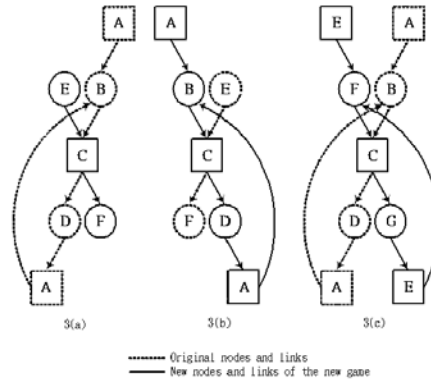 A A E A
E B B E F B
C C C
D F F D D G
A A A E
3(a) 3(b) 3(c)
Original nodes and links
New nodes and links of the new game